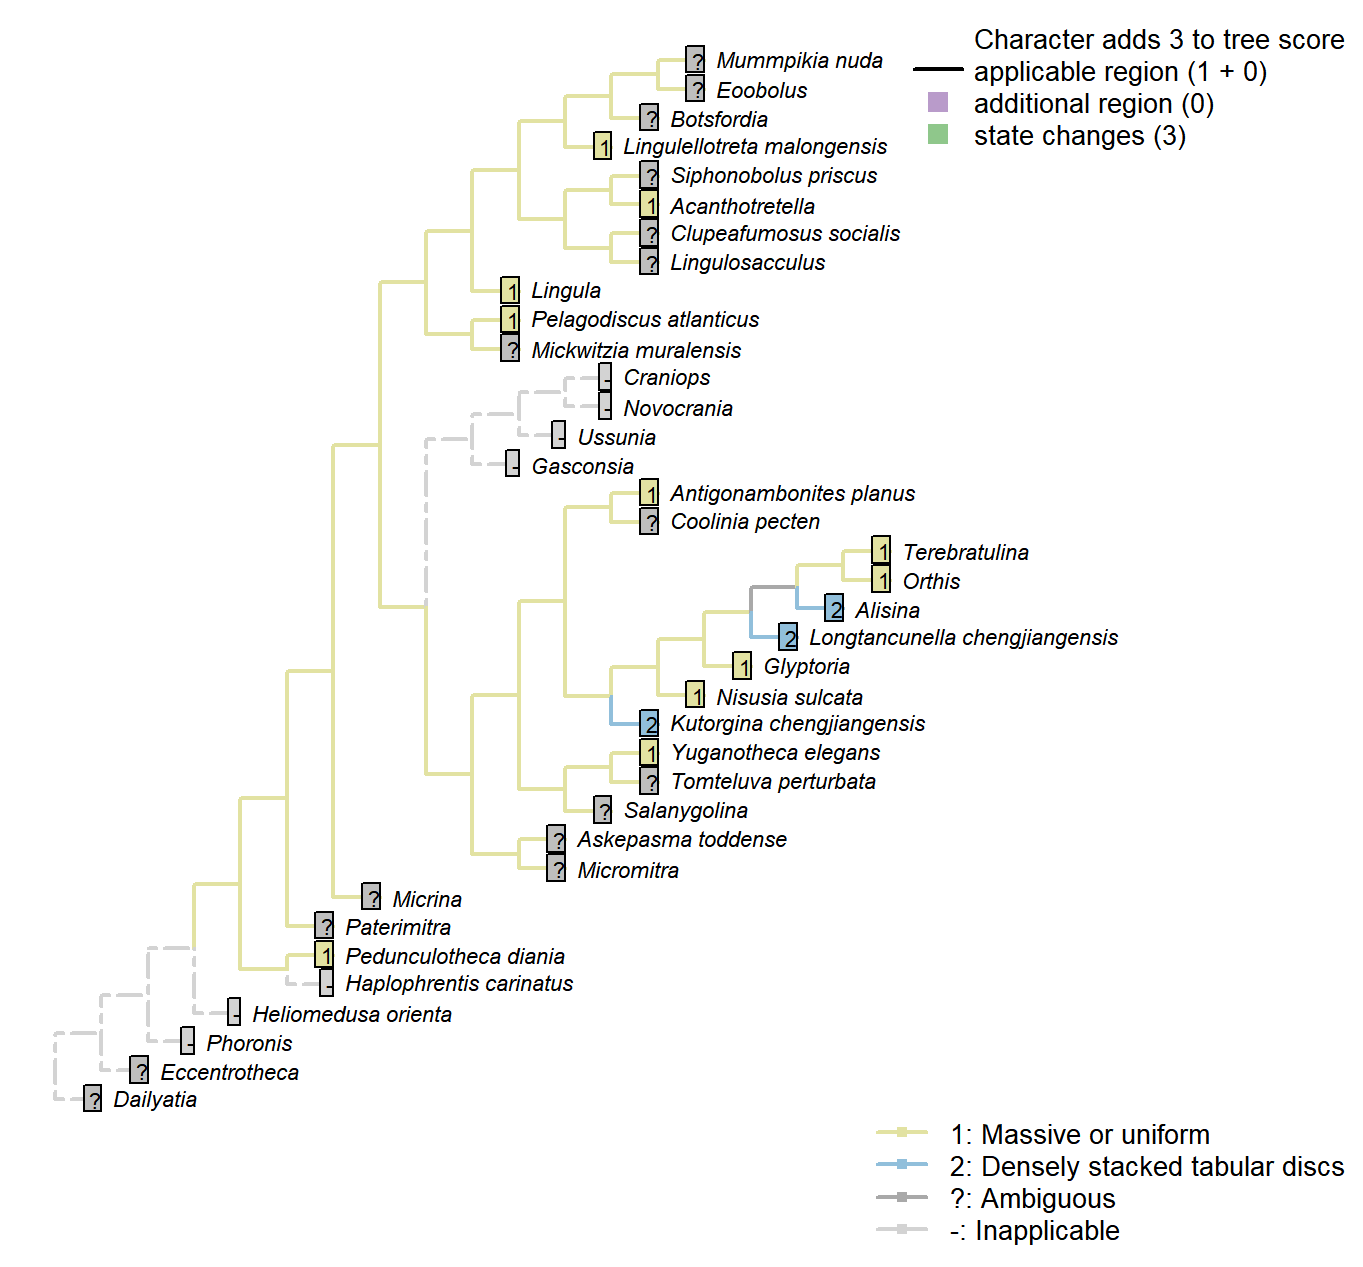 Character adds 3 to tree score
applicable region (1 + 0)
additional region (0)
state changes (3)
? Mummpikia nuda
? Eoobolus
? Botsfordia
1 Lingulellotreta malongensis
? Siphonobolus priscus
1 Acanthotretella
? Clupeafumosus socialis
? Lingulosacculus
1 Lingula
1 Pelagodiscus atlanticus
? Mickwitzia muralensis
- Craniops
- Novocrania
- Ussunia
- Gasconsia
1 Antigonambonites planus
? Coolinia pecten
1 Terebratulina
1 Orthis
2 Alisina
2 Longtancunella chengjiangensis
1 Glyptoria
1 Nisusia sulcata
2 Kutorgina chengjiangensis
1 Yuganotheca elegans
? Tomteluva perturbata
? Salanygolina
? Askepasma toddense
? Micromitra
? Micrina
? Paterimitra
1 Pedunculotheca diania
- Haplophrentis carinatus
- Heliomedusa orienta
- Phoronis
? Eccentrotheca
? Dailyatia
1: Massive or uniform
2: Densely stacked tabular discs
?: Ambiguous
-: Inapplicable